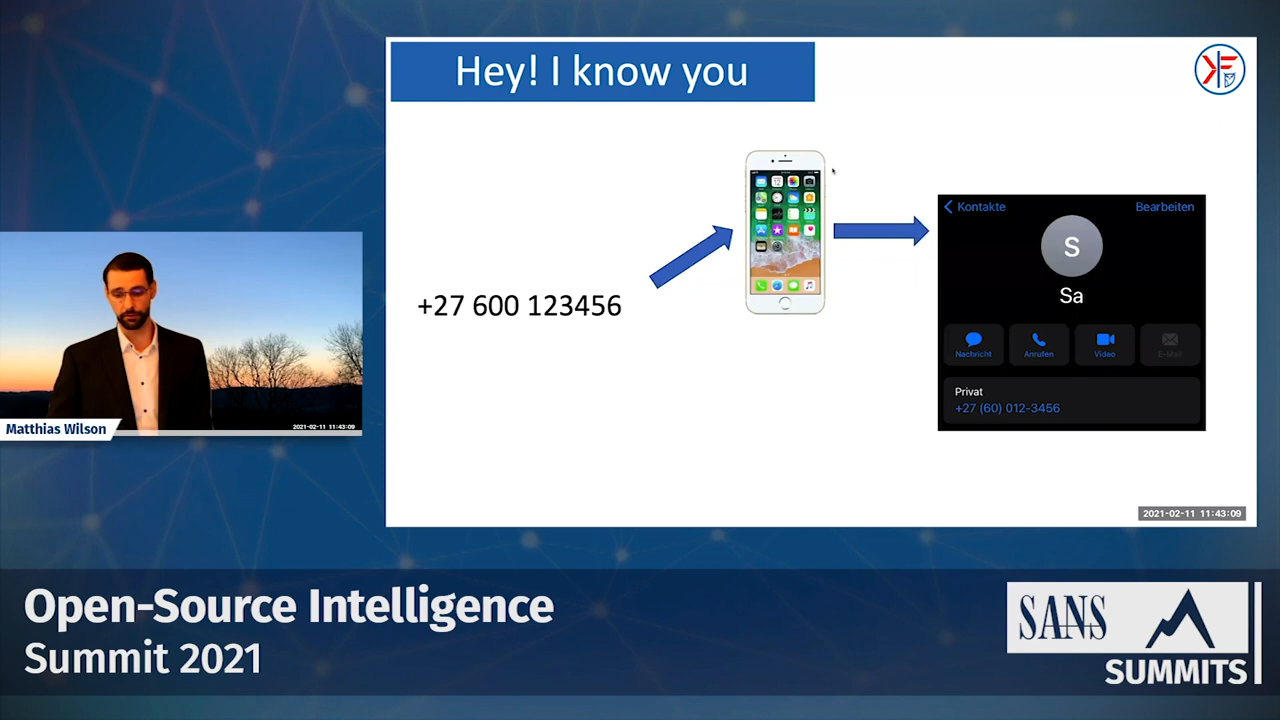 Hey! I know you
+27 600 123456
Kontakte
Bearbeiten
S
Sa
Nachricht
Anrufen
Video
E-Mail
Privat
+27 (60) 012-3456
2021-02-11 11:43:09
Matthias Wilson
2021-02-11 11:43:09
Open-Source Intelligence
Summit 2021
SANS
SUMMITS